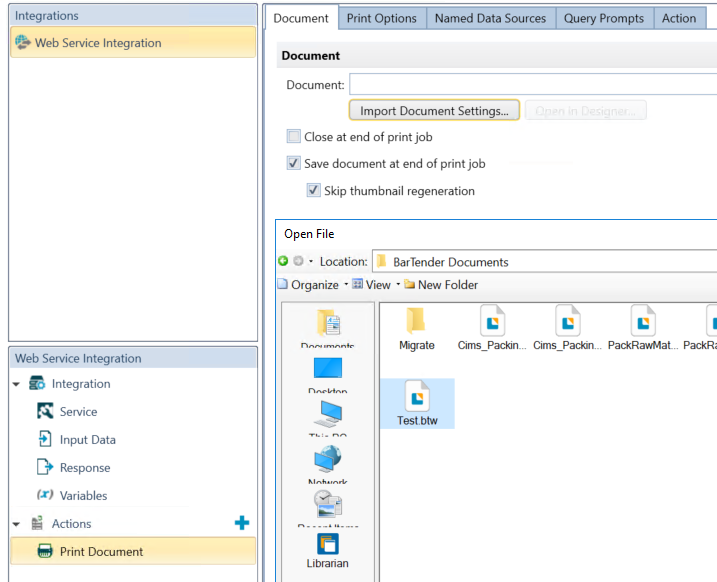 Integrations
Web Service Integration
Document Print Options Named Data Sources Query Prompts Action
Document
Document:
Import Document Settings... Open in Designer...
Close at end of print job
Save document at end of print job
Skip thumbnail regeneration
Open File
Location: BarTender Documents
Organize View New Folder
Documents
Desktop
This PC
Network
Recent Items
Librarian
Migrate Cims_Packin... Cims_Packin... PackRawMat... PackRa
Test.btw
Web Service Integration
Integration
Service
Input Data
Response
(x) Variables
Actions
Print Document